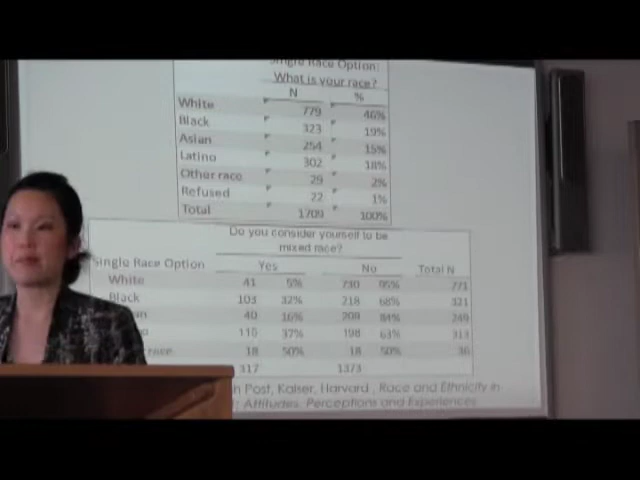 Single Race Option:
What is your race?
N %
White 779 46%
Black 323 19%
Asian 254 15%
Latino 302 18%
Other race 29 2%
Refused 22 1%
Total 1709 100%
Do you consider yourself to be
mixed race?
Single Race Option Yes No Total N
White 41 5% 730 95% 771
Black 103 32% 218 68% 321
an 40 16% 209 84% 249
115 37% 198 63% 313
race 18 50% 18 50% 36
317 1373
n Post, Kaiser, Harvard, Race and Ethnicity in
: Attitudes, Perceptions and Experiences